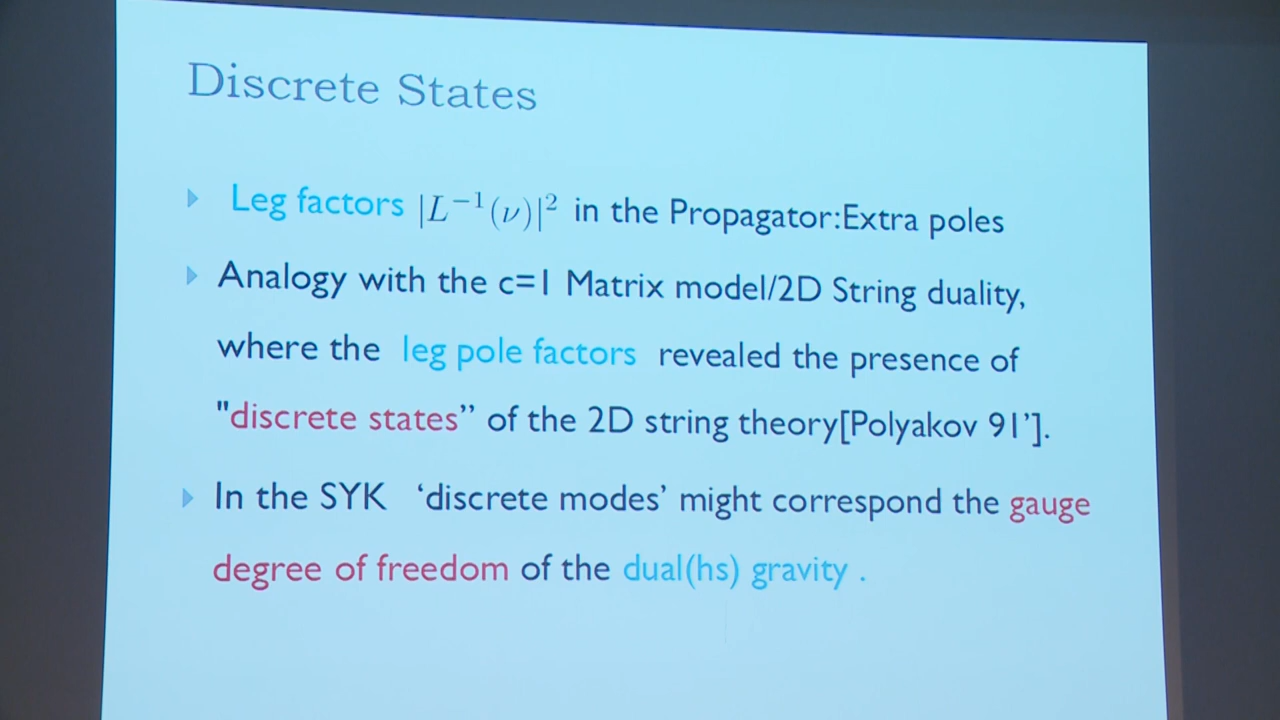 Discrete States
Leg factors |L⁻¹(ν)|² in the Propagator:Extra poles
Analogy with the c=1 Matrix model/2D String duality,
where the leg pole factors revealed the presence of
"discrete states” of the 2D string theory[Polyakov 91’].
In the SYK ‘discrete modes’ might correspond the gauge
degree of freedom of the dual(hs) gravity .